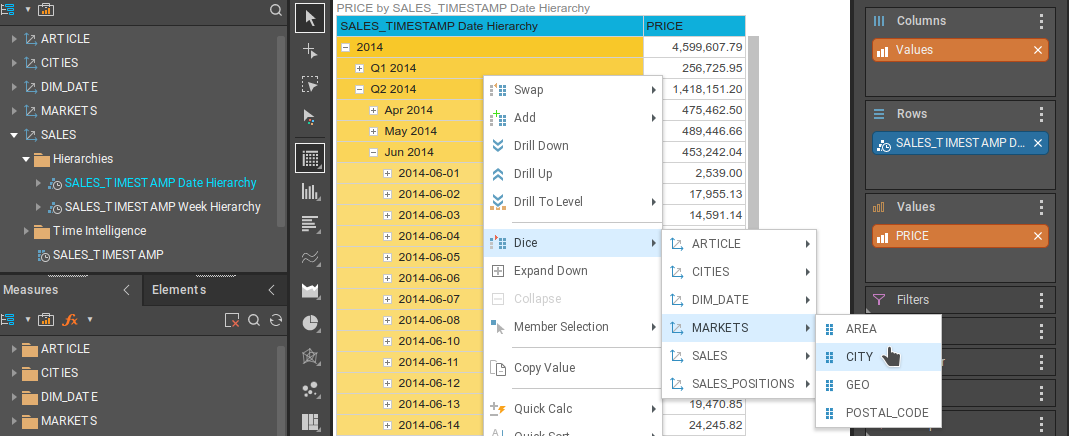 ARTICLE
CITIES
DIM_DATE
MARKETS
SALES
Hierarchies
SALES_TIMESTAMP Date Hierarchy
SALES_TIMESTAMP Week Hierarchy
Time Intelligence
SALES_TIMESTAMP
Measures
Elements
fx
ARTICLE
CITIES
DIM_DATE
MARKETS
PRICE by SALES_TIMESTAMP Date Hierarchy
SALES_TIMESTAMP Date Hierarchy PRICE
2014 4,599,607.79
Q1 2014 256,725.95
Q2 2014 1,418,151.20
Apr 2014 475,462.50
May 2014 489,446.66
Jun 2014 453,242.04
2014-06-01 2,539.00
2014-06-02 17,955.13
2014-06-03 14,591.14
2014-06-04
2014-06-05
2014-06-06
2014-06-07
2014-06-08
2014-06-10
2014-06-11
2014-06-12
2014-06-13 19,470.85
2014-06-14 24,245.82
Swap
Add
Drill Down
Drill Up
Drill To Level
Dice
Expand Down
Collapse
Member Selection
Copy Value
Quick Calc
Quick Sort
ARTICLE
CITIES
DIM_DATE
MARKETS
SALES
SALES_POSITIONS
AREA
CITY
GEO
POSTAL_CODE
Columns
Values
Rows
SALES_TIMESTAMP D...
Values
PRICE
Filters